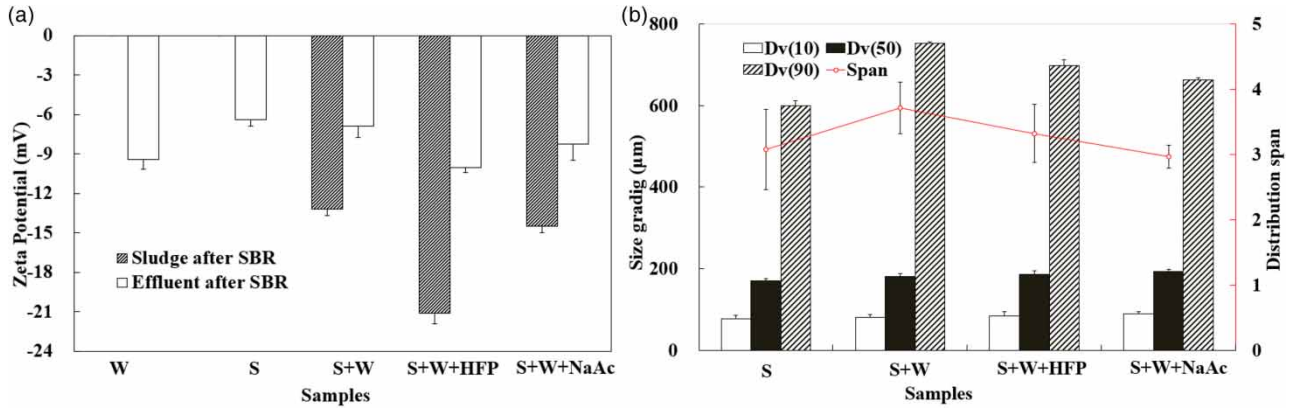 (a)
0
-3
-6
-9
-12
-15
-18
-21
-24
Zeta Potential (mV)
Sludge after SBR
Effluent after SBR
W S S+W S+W+HFP S+W+NaAc
Samples
(b)
800
600
400
200
0
Size gradig (μm)
Dv(10) Dv(50)
Dv(90) Span
5
4
3
2
1
0
Distribution span
S S+W S+W+HFP S+W+NaAc
Samples